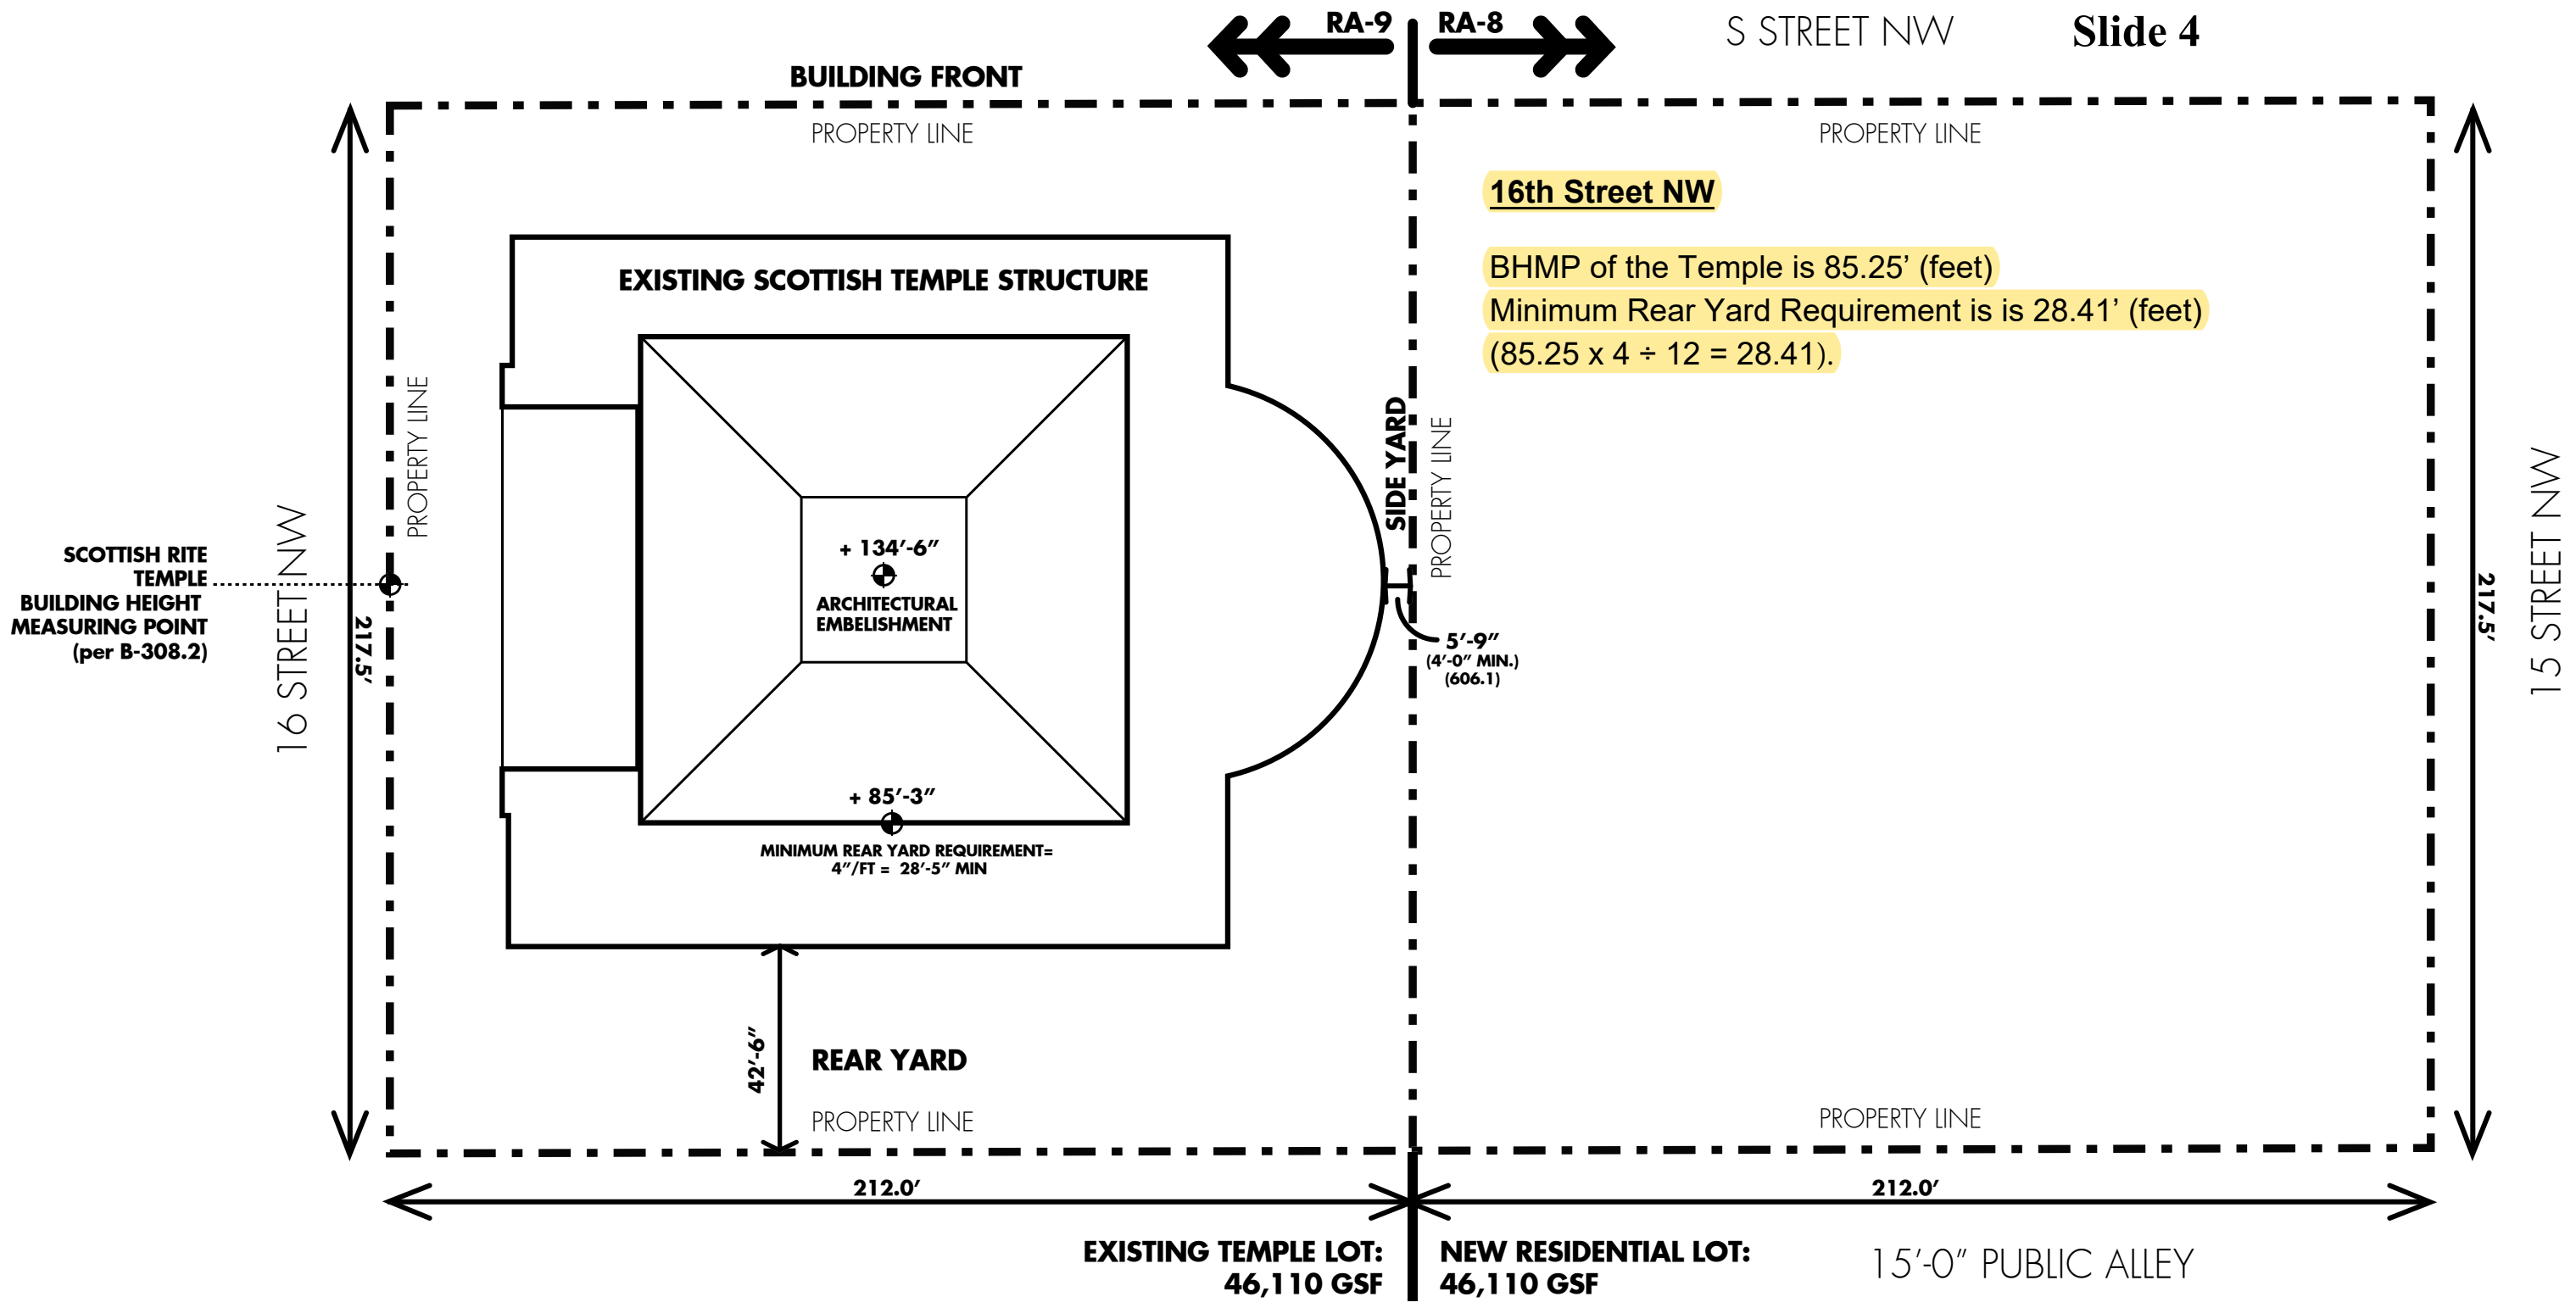 RA-9
RA-8
S STREET NW
Slide 4
BUILDING FRONT
PROPERTY LINE
PROPERTY LINE
16th Street NW
BHMP of the Temple is 85.25’ (feet)
Minimum Rear Yard Requirement is is 28.41’ (feet)
(85.25 x 4 ÷ 12 = 28.41).
EXISTING SCOTTISH TEMPLE STRUCTURE
PROPERTY LINE
SIDE YARD
PROPERTY LINE
SCOTTISH RITE
TEMPLE
BUILDING HEIGHT
MEASURING POINT
(per B-308.2)
16 STREET NW
217.5’
+ 134’-6”
ARCHITECTURAL
EMBELISHMENT
5’-9”
(4’-0” MIN.)
(606.1)
217.5’
15 STREET NW
+ 85’-3”
MINIMUM REAR YARD REQUIREMENT=
4”/FT = 28’-5” MIN
42’-6”
REAR YARD
PROPERTY LINE
PROPERTY LINE
212.0’
212.0’
EXISTING TEMPLE LOT:
46,110 GSF
NEW RESIDENTIAL LOT:
46,110 GSF
15’-0” PUBLIC ALLEY